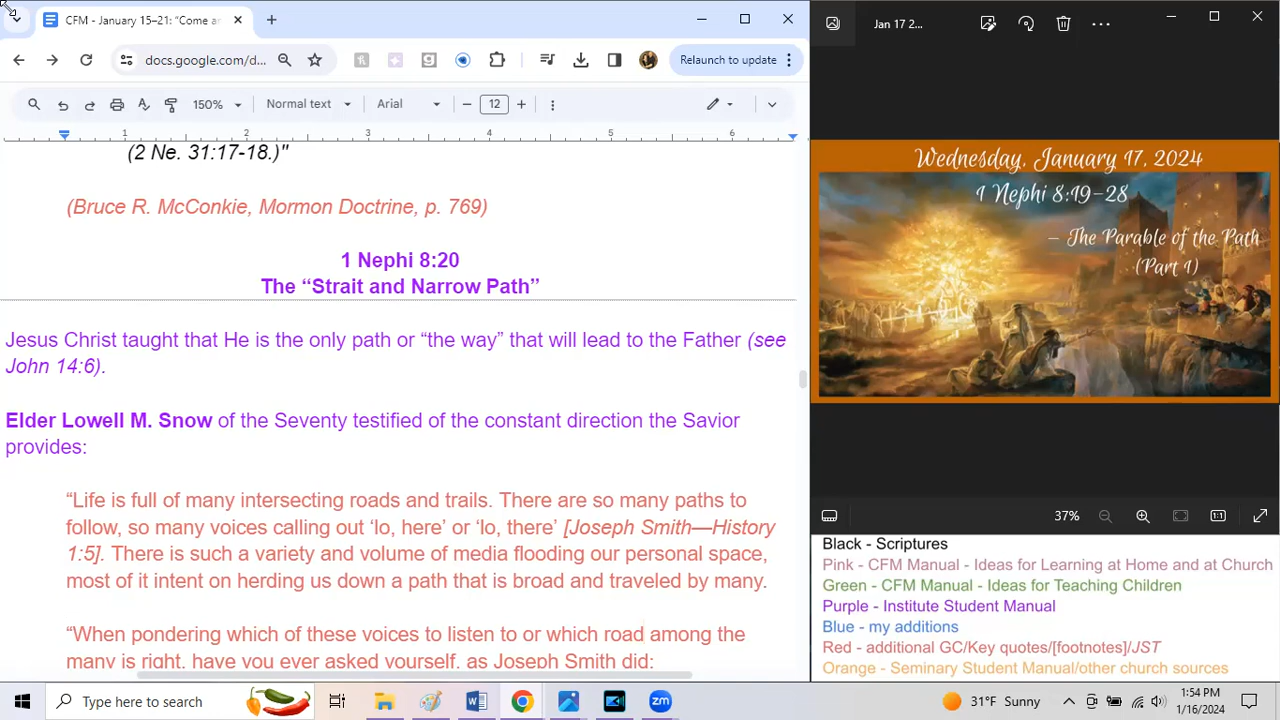 CFM - January 15–21: “Come ar
docs.google.com/d...
Relaunch to update
150%
Normal text
Arial
12
1 2 3 4 5 6
(2 Ne. 31:17-18.)"
(Bruce R. McConkie, Mormon Doctrine, p. 769)
1 Nephi 8:20
The “Strait and Narrow Path”
Jesus Christ taught that He is the only path or “the way” that will lead to the Father (see
John 14:6).
Elder Lowell M. Snow of the Seventy testified of the constant direction the Savior
provides:
“Life is full of many intersecting roads and trails. There are so many paths to
follow, so many voices calling out ‘lo, here’ or ‘lo, there’ [Joseph Smith—History
1:5]. There is such a variety and volume of media flooding our personal space,
most of it intent on herding us down a path that is broad and traveled by many.
“When pondering which of these voices to listen to or which road among the
many is right, have you ever asked yourself, as Joseph Smith did:
Jan 17 2...
Wednesday, January 17, 2024
1 Nephi 8:19–28
– The Parable of the Path
(Part 1)
37%
Black - Scriptures
Pink - CFM Manual - Ideas for Learning at Home and at Church
Green - CFM Manual - Ideas for Teaching Children
Purple - Institute Student Manual
Blue - my additions
Red - additional GC/Key quotes/[footnotes]/JST
Orange - Seminary Student Manual/other church sources
Type here to search
31°F Sunny
1:54 PM
1/16/2024